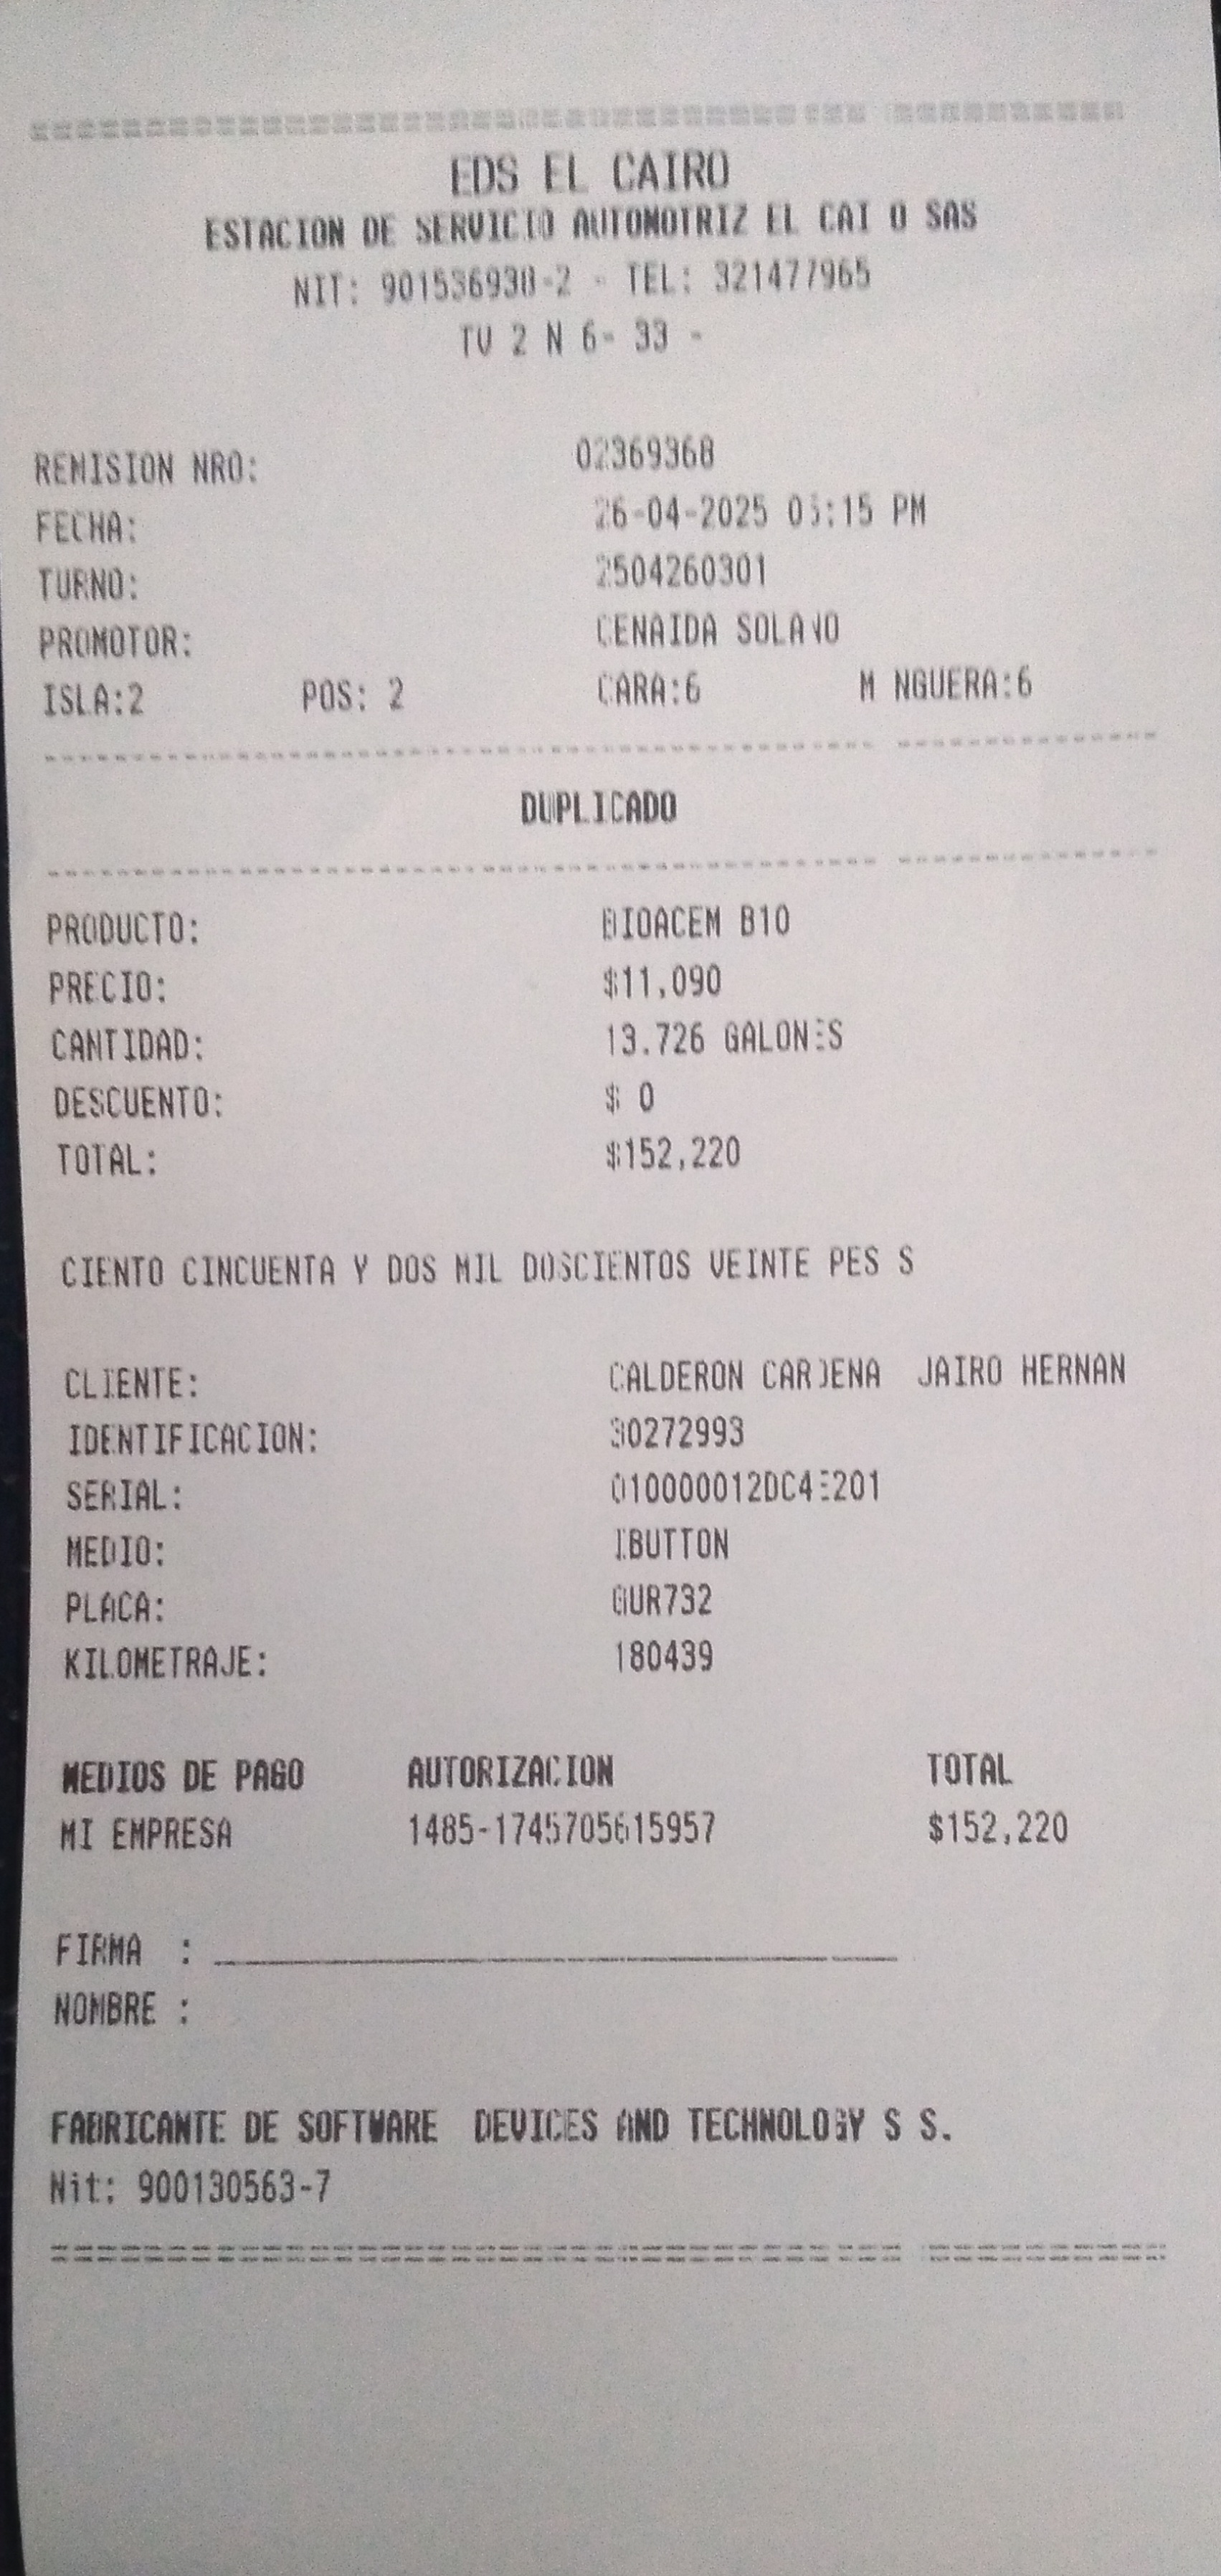 EDS EL CAIRO
ESTACION DE SERVICIO AUTOMOTRIZ EL CAI O SAS
NIT: 901536938-2 - TEL: 321477965
TV 2 N 6- 33 -
REMISION NRO: 02369368
FECHA: 26-04-2025 05:15 PM
TURNO: 2504260301
PROMOTOR: CENAIDA SOLANO
ISLA:2 POS: 2 CARA:6 M NGUERA:6
DUPLICADO
PRODUCTO: BIOACEM B10
PRECIO: $11,090
CANTIDAD: 13.726 GALONES
DESCUENTO: $ 0
TOTAL: $152,220
CIENTO CINCUENTA Y DOS MIL DOSCIENTOS VEINTE PES S
CLIENTE: CALDERON CARDENA JAIRO HERNAN
IDENTIFICACION: 80272993
SERIAL: 010000012DC4E201
MEDIO: IBUTTON
PLACA: GUR732
KILOMETRAJE: 180439
MEDIOS DE PAGO AUTORIZACION TOTAL
MI EMPRESA 1485-1745705615957 $152,220
FIRMA :
NOMBRE :
FABRICANTE DE SOFTWARE DEVICES AND TECHNOLOGY S S.
Nit: 900130563-7